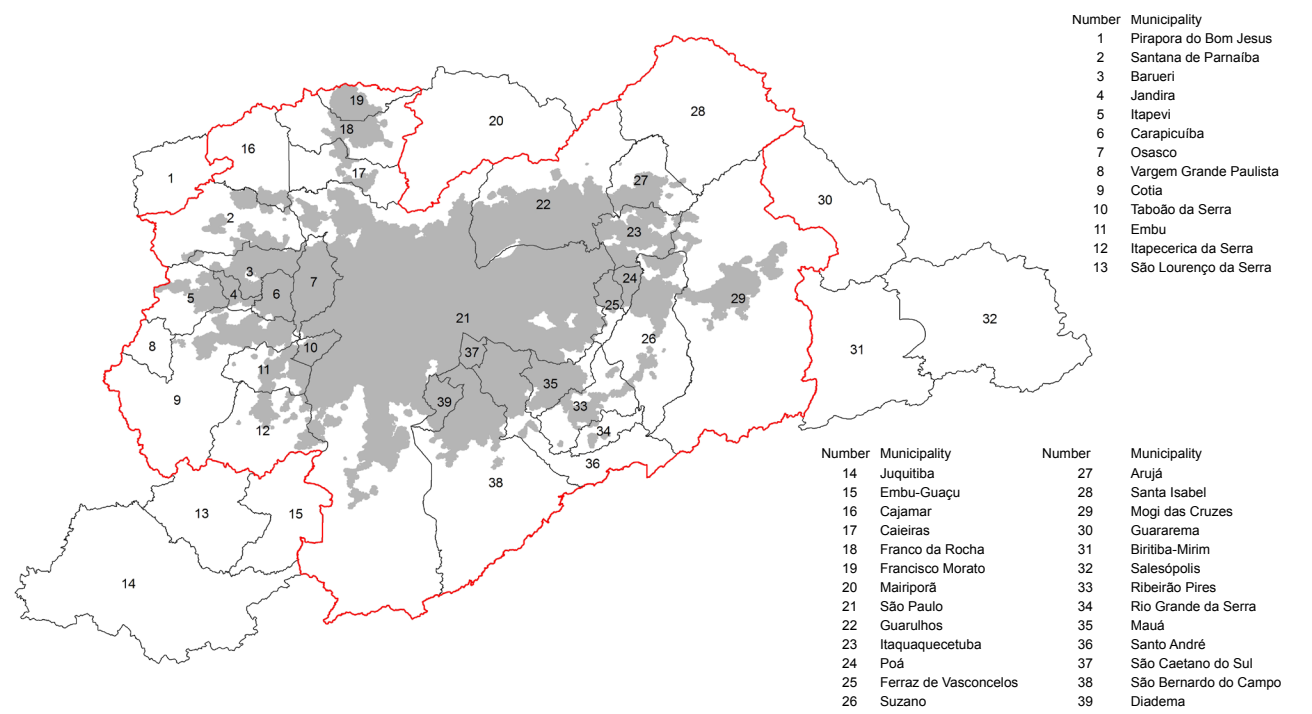 Number Municipality
1 Pirapora do Bom Jesus
2 Santana de Parnaíba
3 Barueri
4 Jandira
5 Itapevi
6 Carapicuíba
7 Osasco
8 Vargem Grande Paulista
9 Cotia
10 Taboão da Serra
11 Embu
12 Itapecerica da Serra
13 São Lourenço da Serra
Number Municipality
14 Juquitiba
15 Embu-Guaçu
16 Cajamar
17 Caieiras
18 Franco da Rocha
19 Francisco Morato
20 Mairiporã
21 São Paulo
22 Guarulhos
23 Itaquaquecetuba
24 Poá
25 Ferraz de Vasconcelos
26 Suzano
Number Municipality
27 Arujá
28 Santa Isabel
29 Mogi das Cruzes
30 Guararema
31 Biritiba-Mirim
32 Salesópolis
33 Ribeirão Pires
34 Rio Grande da Serra
35 Mauá
36 Santo André
37 São Caetano do Sul
38 São Bernardo do Campo
39 Diadema
19
28
20
18
16
17
1
27
30
22
2
23
3
24
7
4
6
5
29
25
21
32
26
8
10
37
31
11
35
9
39
33
12
34
36
38
13
15
14